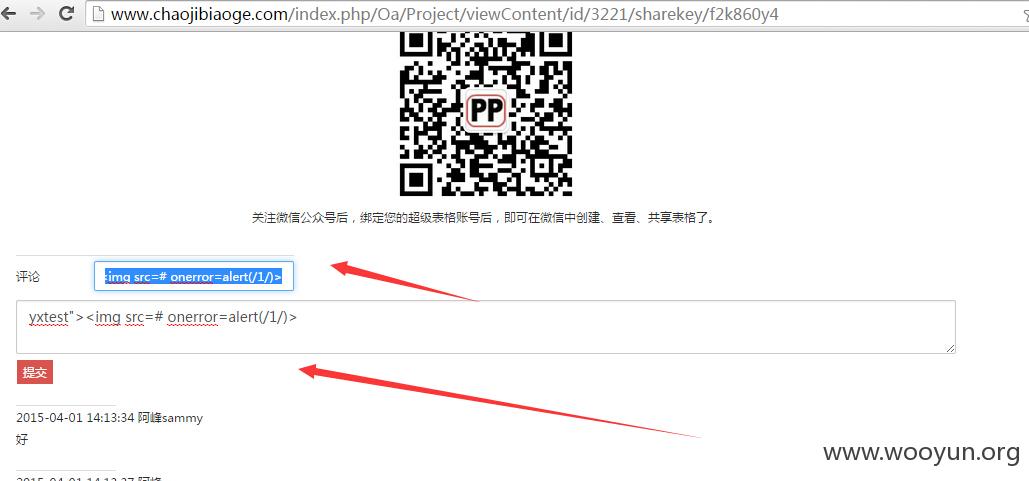 www.chaojibiaoge.com/index.php/Oa/Project/viewContent/id/3221/sharekey/f2k860y4
PP
关注微信公众号后，绑定您的超级表格账号后，即可在微信中创建、查看、共享表格了。
评论 <img src=# onerror=alert(/1/)>
yxtest"><img src=# onerror=alert(/1/)>
提交
2015-04-01 14:13:34 阿峰sammy
好
www.wooyun.org